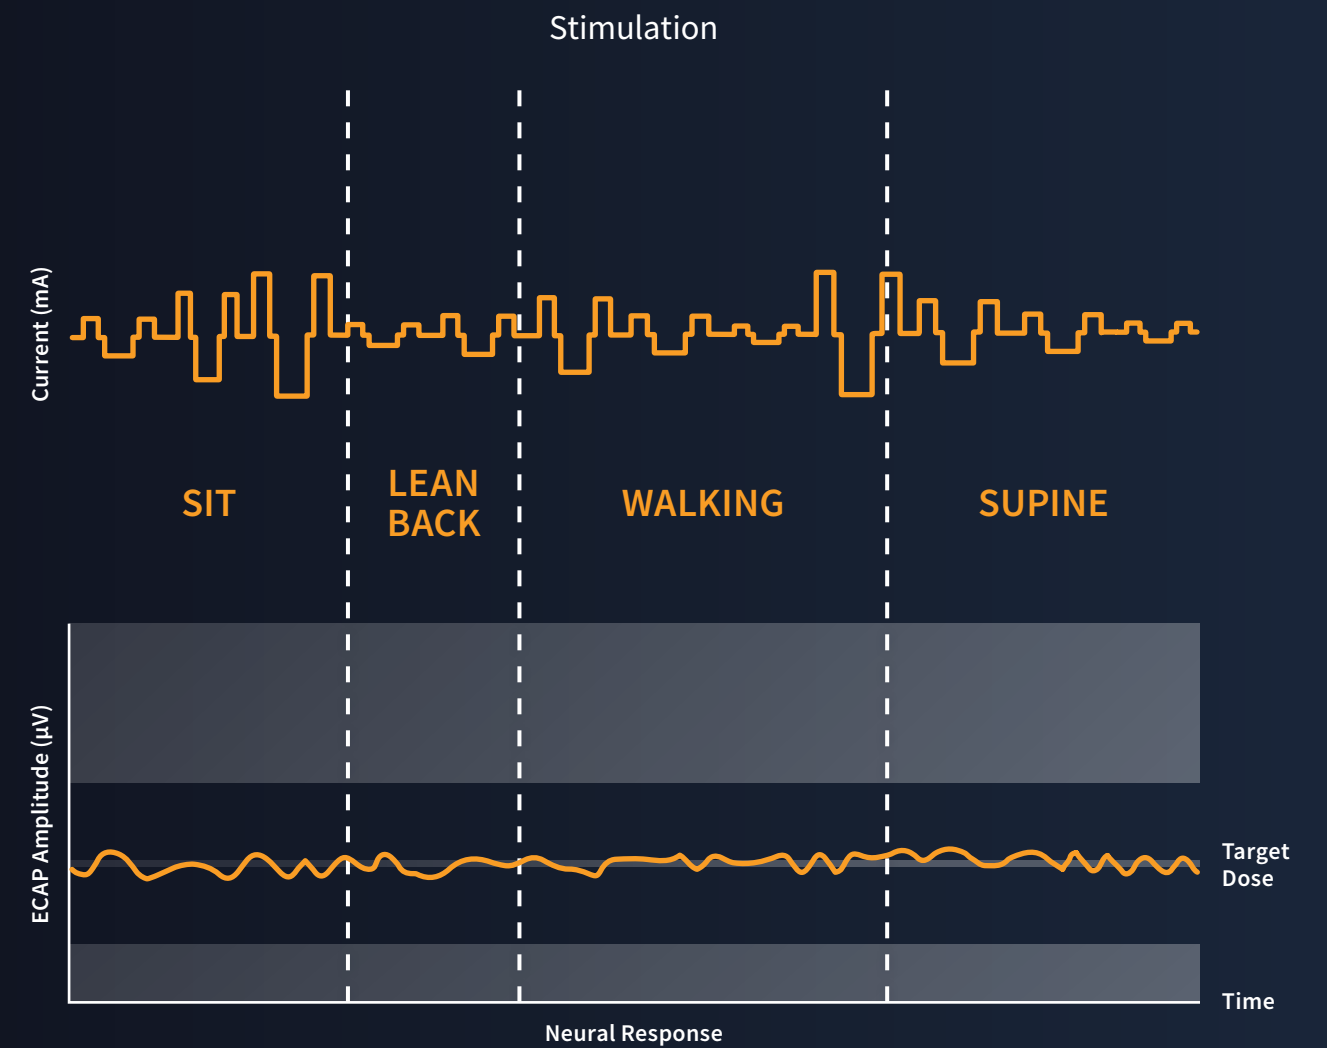 Stimulation
Current (mA)
SIT
LEAN
BACK
WALKING
SUPINE
ECAP Amplitude (µV)
Target
Dose
Time
Neural Response